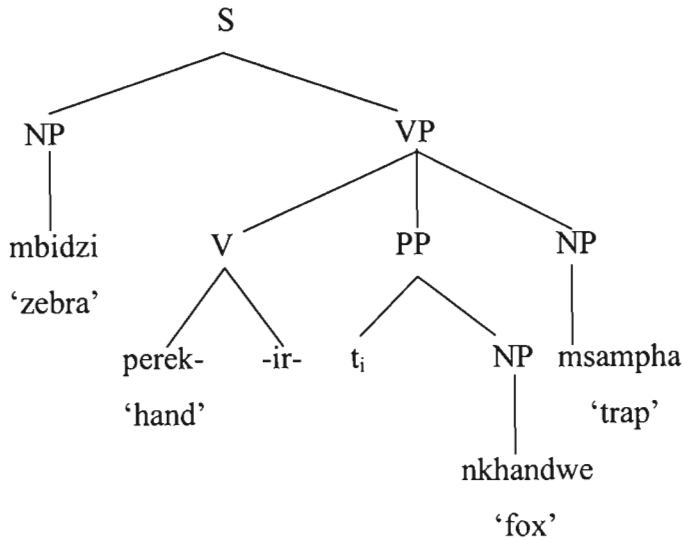 S
NP VP
mbidzi V PP NP
‘zebra’
perek- -ir- tᵢ NP msampha
‘hand’ ‘trap’
nkhandwe
‘fox’